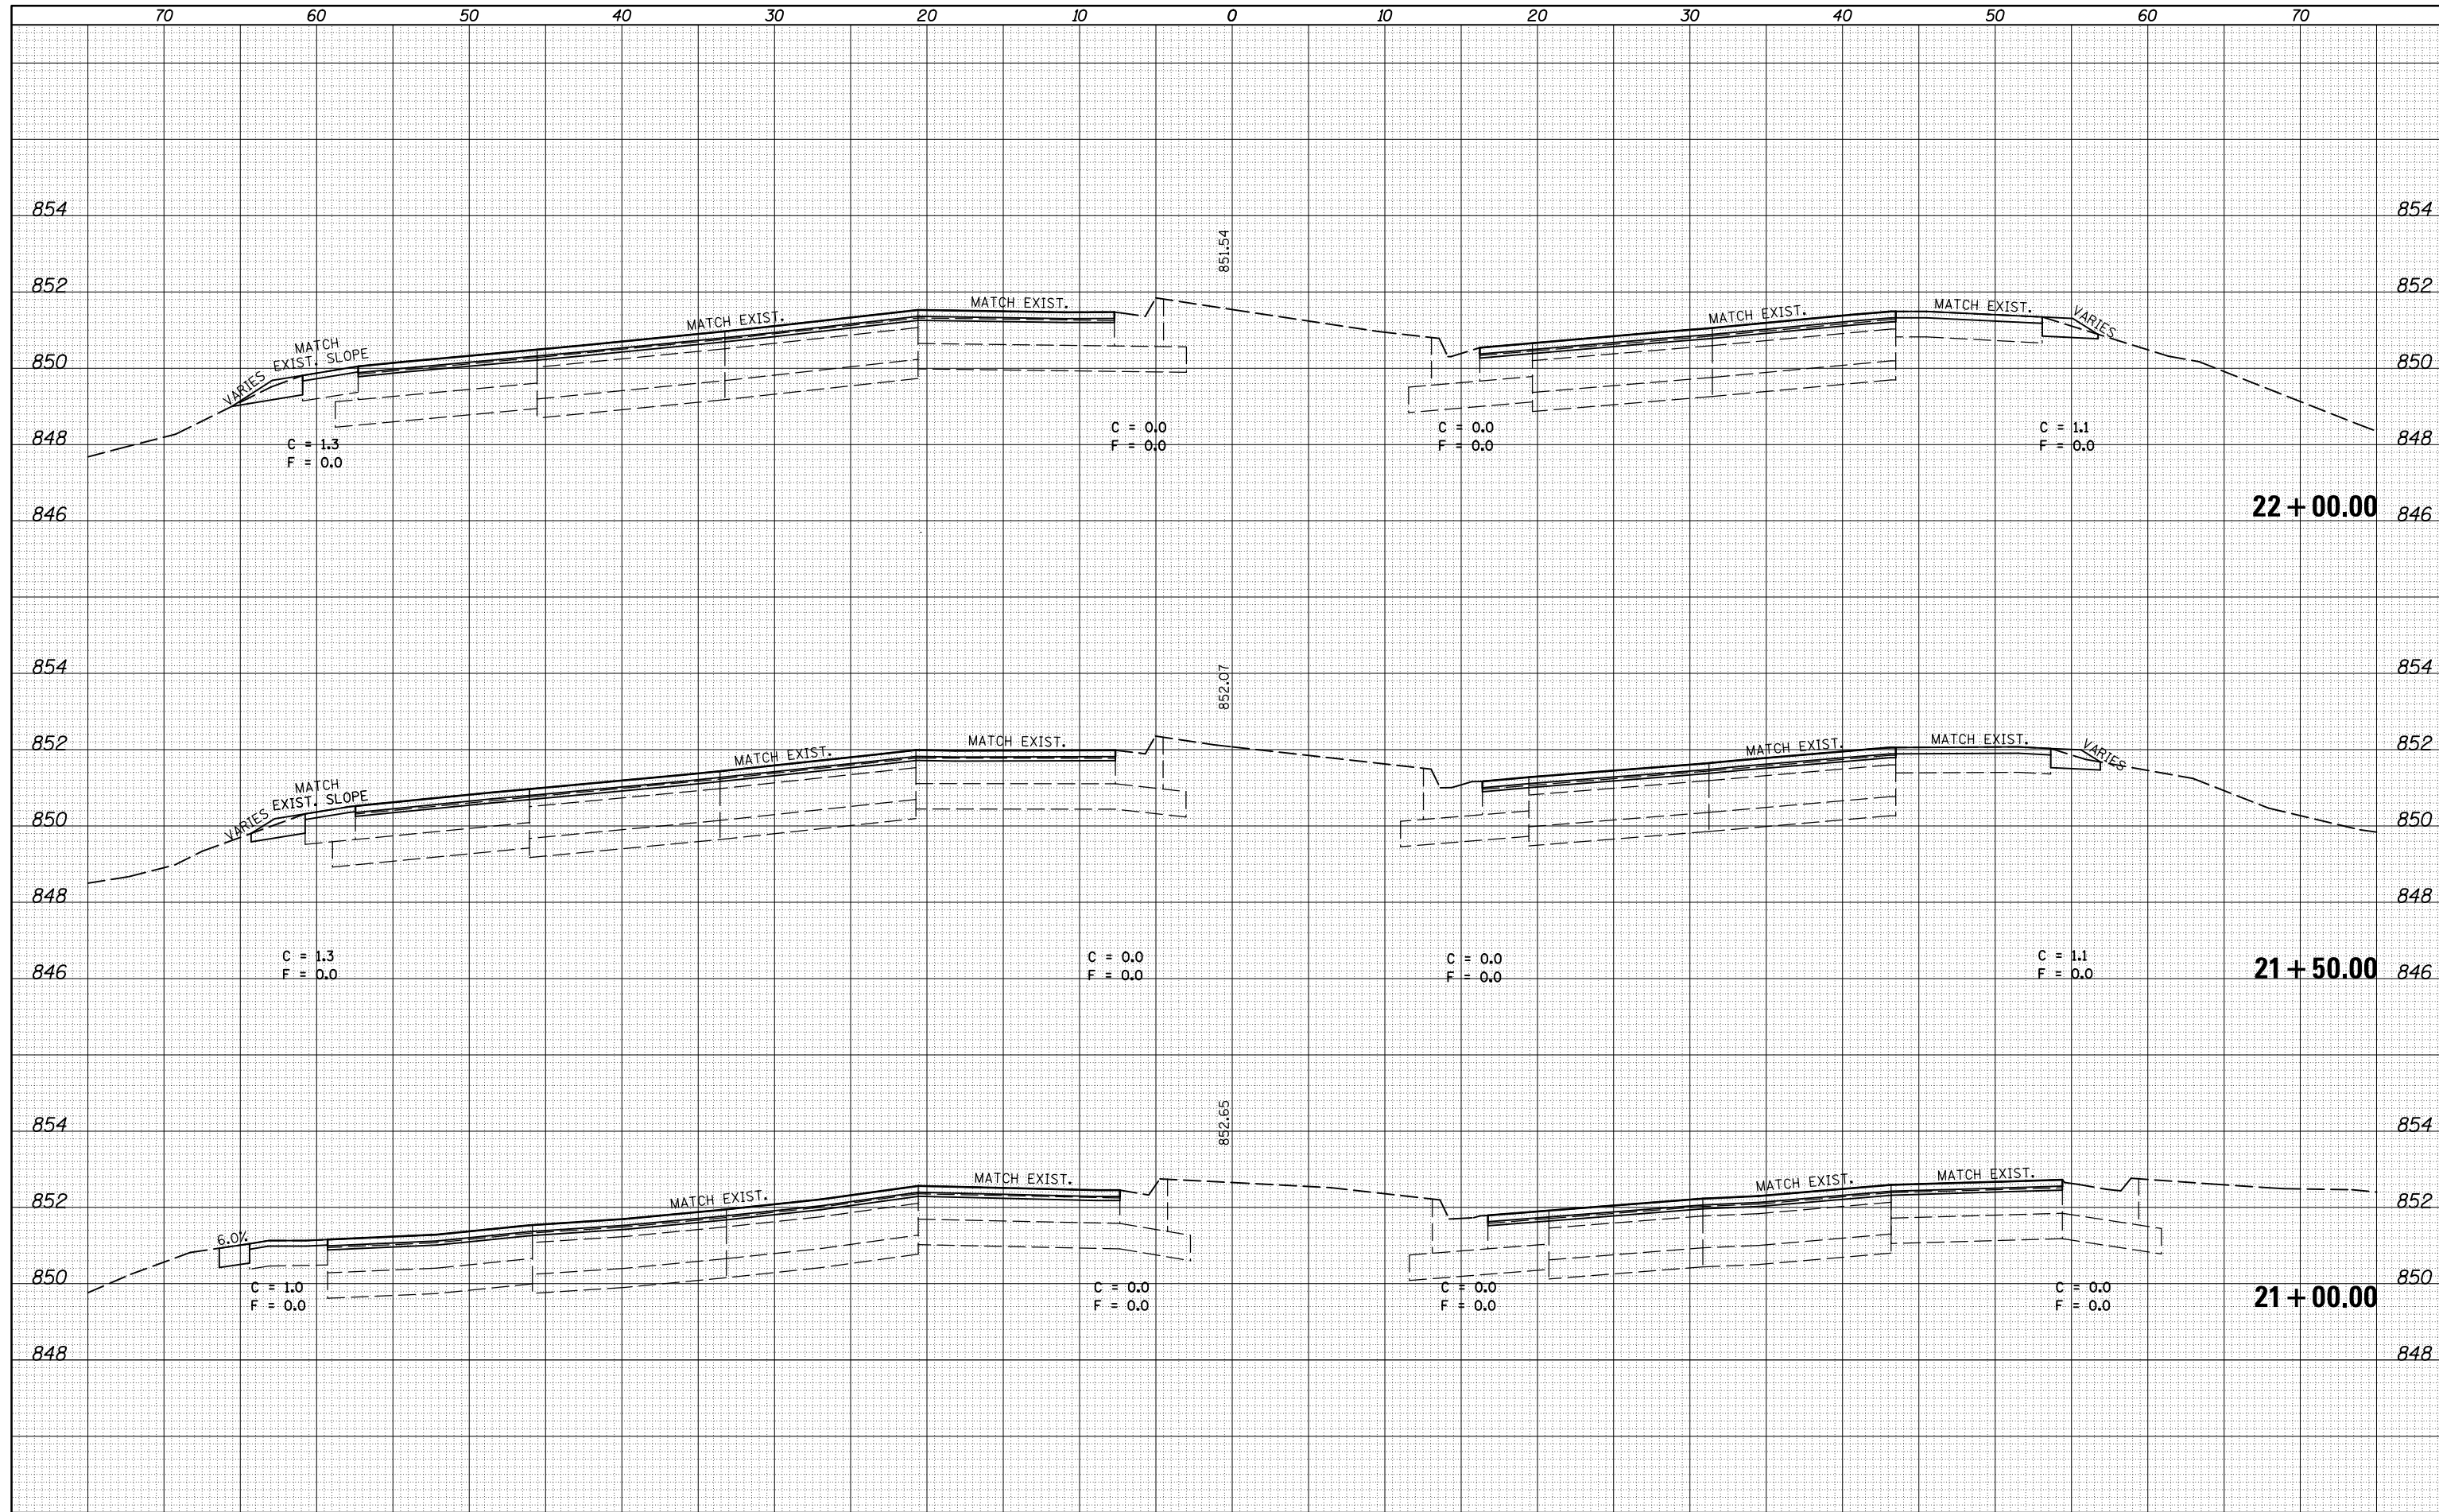 70 60 50 40 30 20 10 0 10 20 30 40 50 60 70
854 854
851.54
852 852
MATCH EXIST. MATCH EXIST. MATCH EXIST. MATCH EXIST. VARIES
MATCH
EXIST. SLOPE
VARIES
850 850
C = 1.3 C = 0.0 C = 0.0 C = 1.1
F = 0.0 F = 0.0 F = 0.0 F = 0.0
848 848
22 + 00.00
846 846
854 854
852.07
852 852
MATCH EXIST. MATCH EXIST. MATCH EXIST. MATCH EXIST. VARIES
MATCH
EXIST. SLOPE
VARIES
850 850
848 848
C = 1.3 C = 0.0 C = 0.0 C = 1.1
F = 0.0 F = 0.0 F = 0.0 F = 0.0
21 + 50.00
846 846
854 854
852.65
852 852
MATCH EXIST. MATCH EXIST. MATCH EXIST. MATCH EXIST.
6.0%
850 850
C = 1.0 C = 0.0 C = 0.0 C = 0.0
F = 0.0 F = 0.0 F = 0.0 F = 0.0
21 + 00.00
848 848